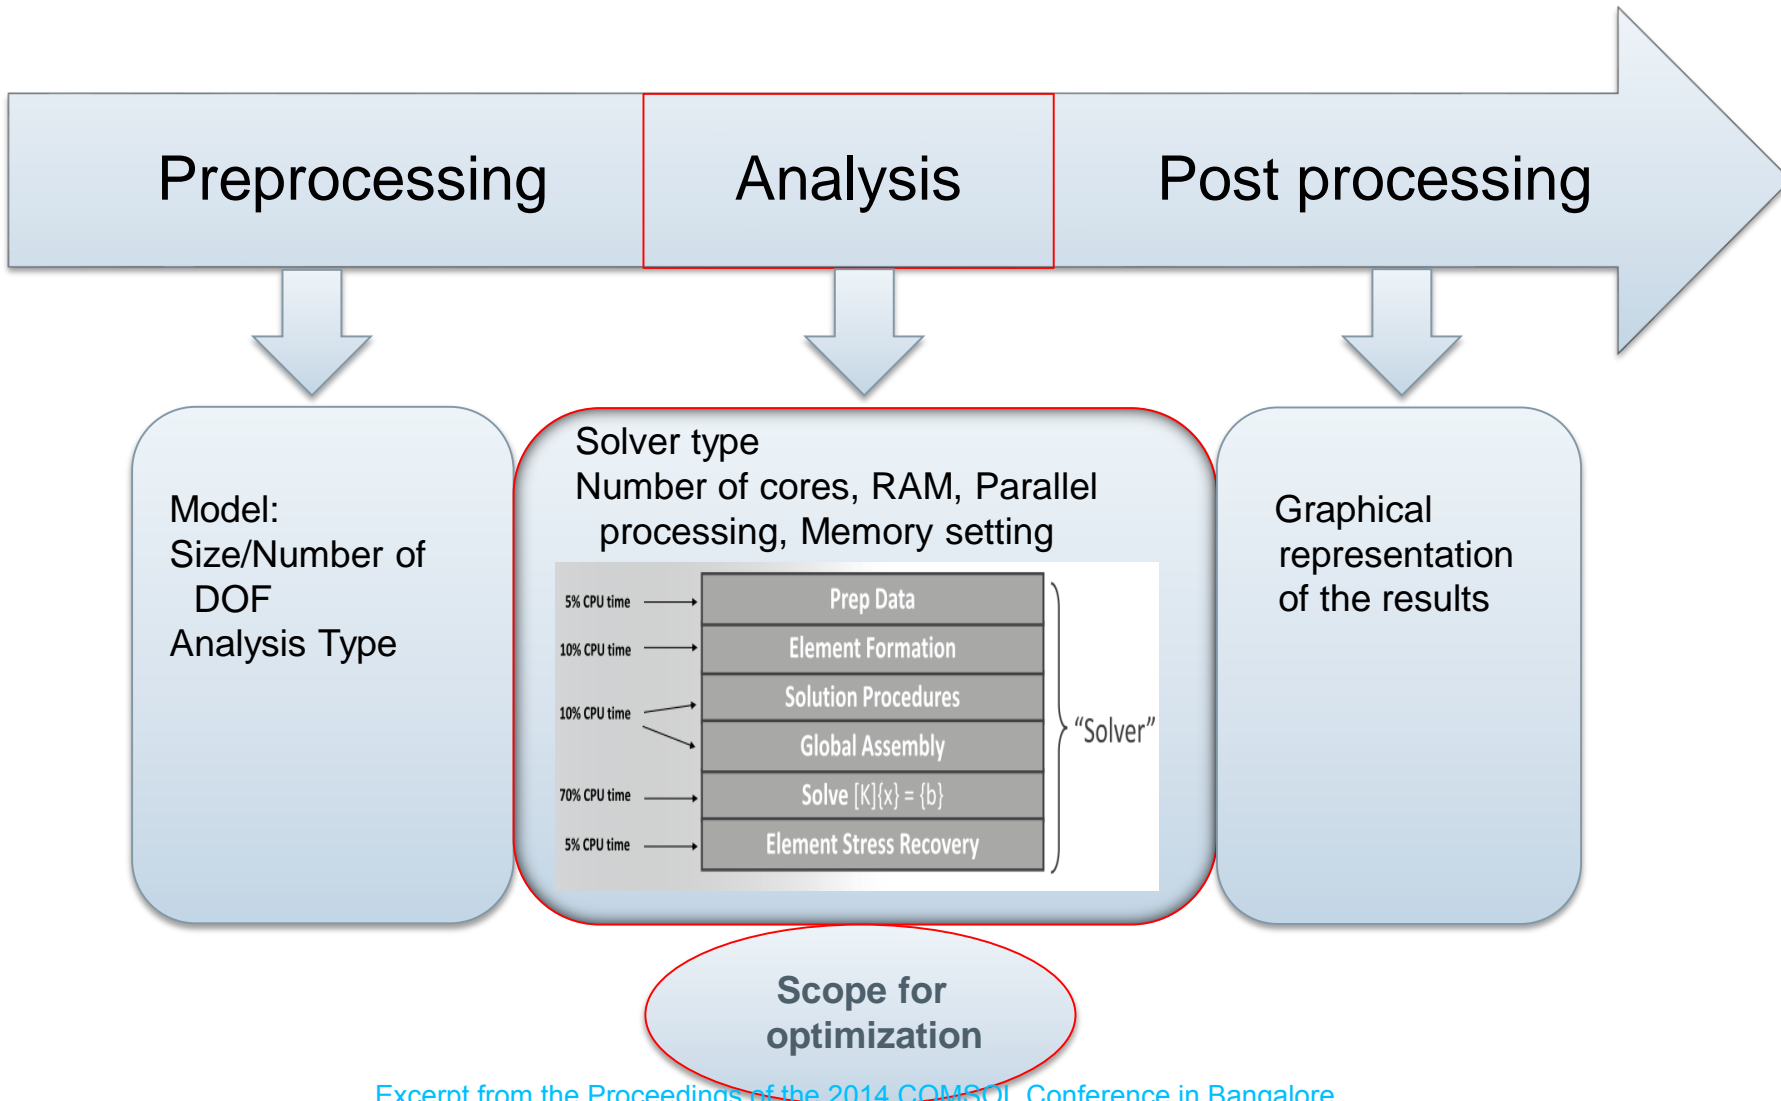 Preprocessing
Analysis
Post processing
Model:
Size/Number of
DOF
Analysis Type
Solver type
Number of cores, RAM, Parallel
processing, Memory setting
5% CPU time
Prep Data
10% CPU time
Element Formation
10% CPU time
Solution Procedures
Global Assembly
70% CPU time
Solve [K]{x} = {b}
5% CPU time
Element Stress Recovery
“Solver”
Graphical
representation
of the results
Scope for
optimization
Excerpt from the Proceedings of the 2014 COMSOL Conference in Bangalore